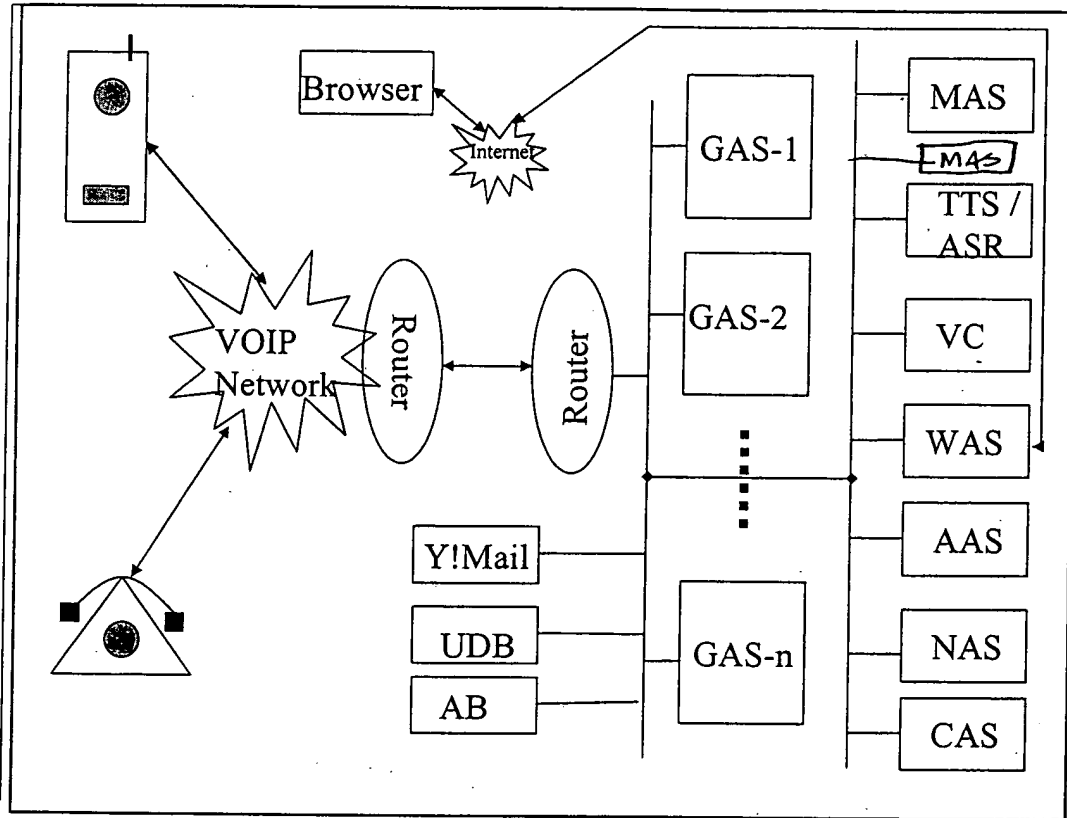 Browser
Internet
VOIP
Network
Router
Router
GAS-1
GAS-2
GAS-n
Y!Mail
UDB
AB
MAS
MAS
TTS /
ASR
VC
WAS
AAS
NAS
CAS